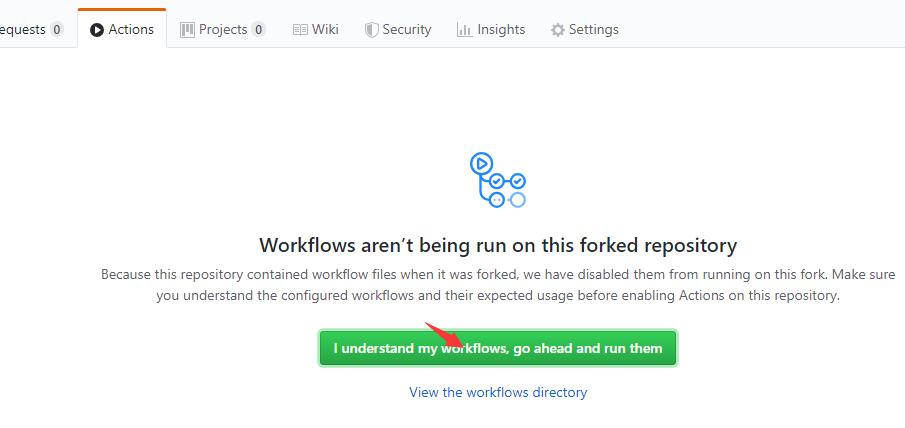 equests 0 Actions Projects 0 Wiki Security Insights Settings
Workflows aren’t being run on this forked repository
Because this repository contained workflow files when it was forked, we have disabled them from running on this fork. Make sure
you understand the configured workflows and their expected usage before enabling Actions on this repository.
I understand my workflows, go ahead and run them
View the workflows directory